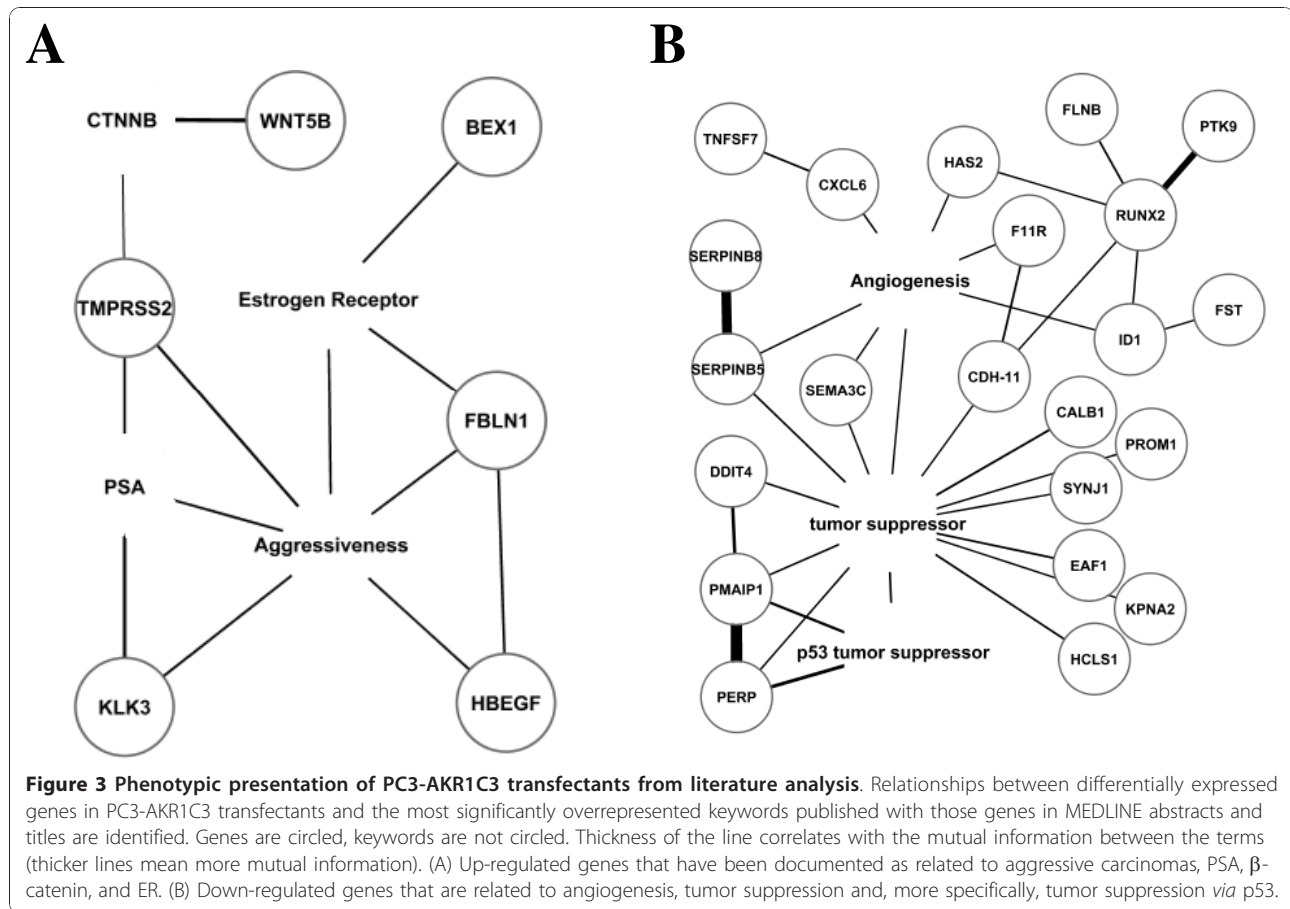 A
B
CTNNB
WNT5B
BEX1
TMPRSS2
Estrogen Receptor
FBLN1
PSA
Aggressiveness
KLK3
HBEGF
FLNB
PTK9
TNFSF7
HAS2
CXCL6
RUNX2
F11R
SERPINB8
Angiogenesis
FST
ID1
SERPINB5
SEMA3C
CDH-11
CALB1
PROM1
DDIT4
SYNJ1
tumor suppressor
EAF1
PMAIP1
KPNA2
p53 tumor suppressor
HCLS1
PERP
Figure 3 Phenotypic presentation of PC3-AKR1C3 transfectants from literature analysis. Relationships between differentially expressed
genes in PC3-AKR1C3 transfectants and the most significantly overrepresented keywords published with those genes in MEDLINE abstracts and
titles are identified. Genes are circled, keywords are not circled. Thickness of the line correlates with the mutual information between the terms
(thicker lines mean more mutual information). (A) Up-regulated genes that have been documented as related to aggressive carcinomas, PSA, β-
catenin, and ER. (B) Down-regulated genes that are related to angiogenesis, tumor suppression and, more specifically, tumor suppression via p53.